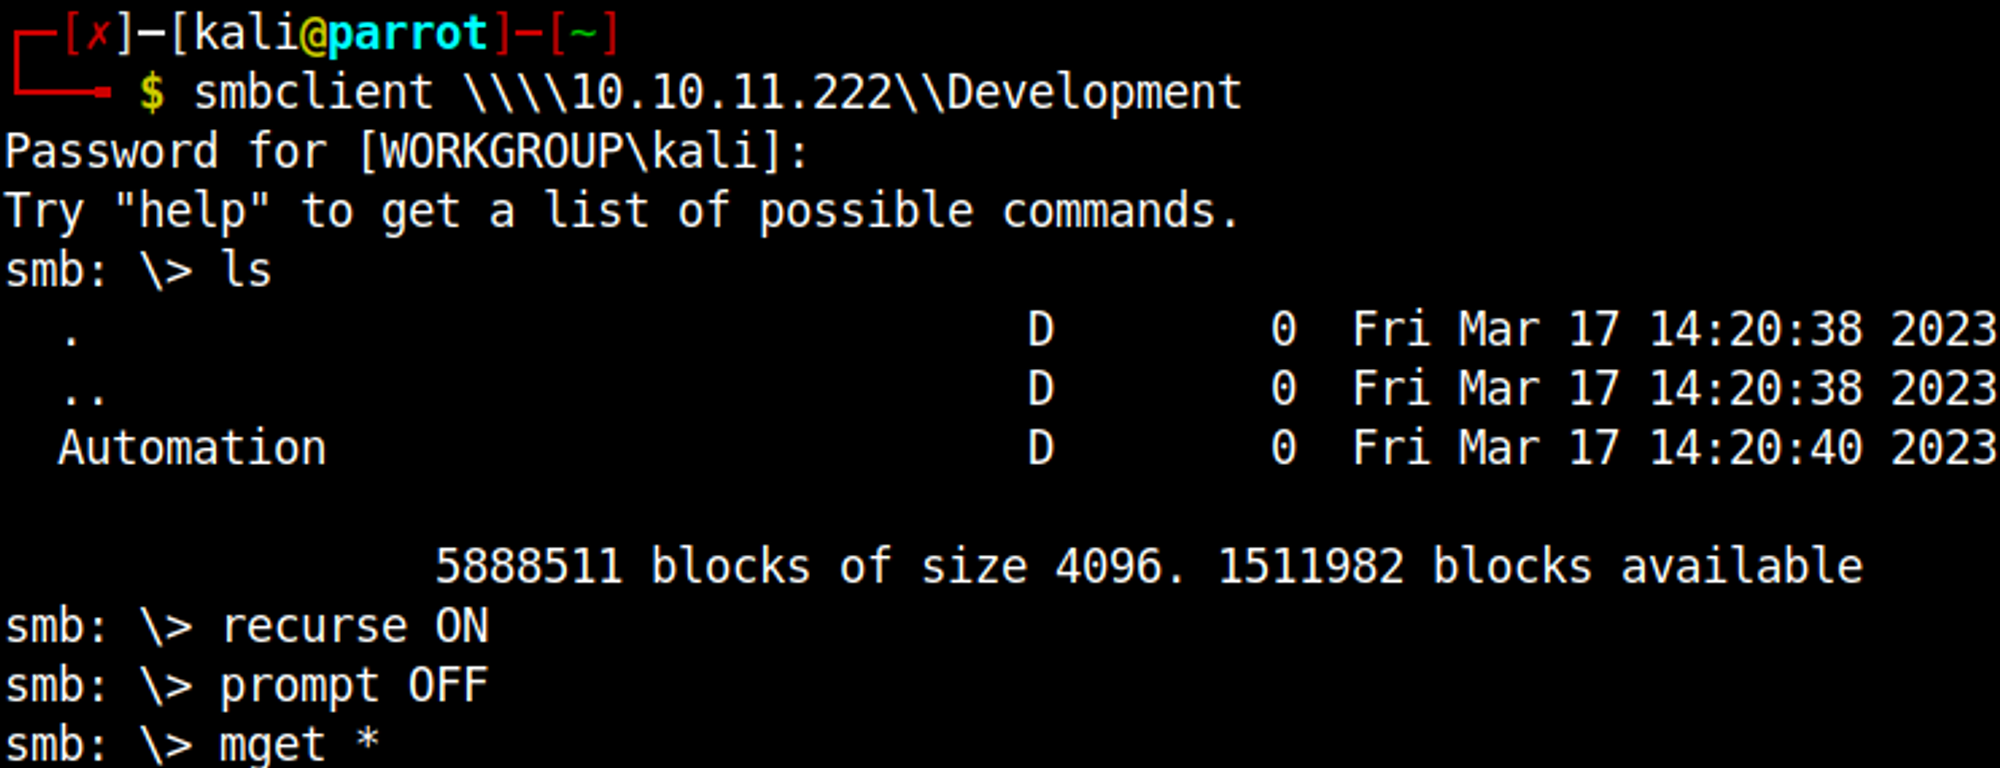 ┌─[✗]─[kali@parrot]─[~]
└──╼ $ smbclient \\\\10.10.11.222\\Development
Password for [WORKGROUP\kali]:
Try "help" to get a list of possible commands.
smb: \> ls
  .                                   D        0  Fri Mar 17 14:20:38 2023
  ..                                  D        0  Fri Mar 17 14:20:38 2023
  Automation                          D        0  Fri Mar 17 14:20:40 2023
                5888511 blocks of size 4096. 1511982 blocks available
smb: \> recurse ON
smb: \> prompt OFF
smb: \> mget *